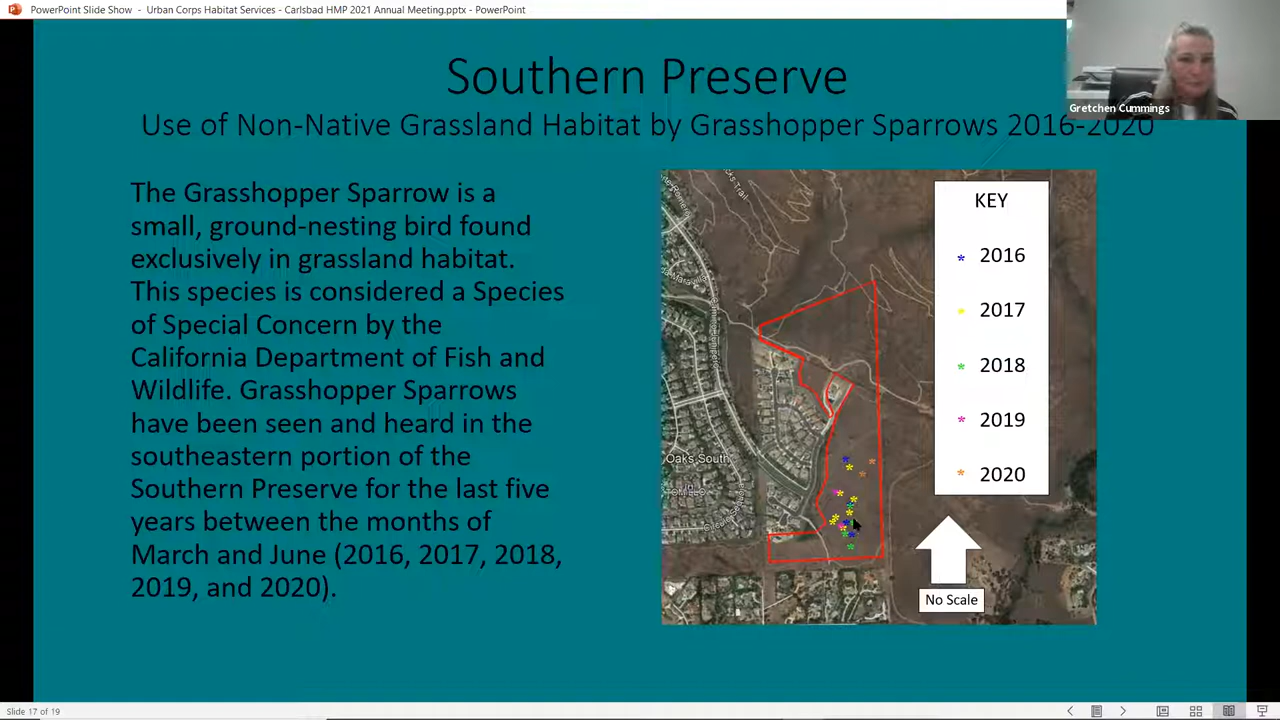 PowerPoint Slide Show - Urban Corps Habitat Services - Carlsbad HMP 2021 Annual Meeting.pptx - PowerPoint
Gretchen Cummings
Southern Preserve
Use of Non-Native Grassland Habitat by Grasshopper Sparrows 2016-2020
The Grasshopper Sparrow is a
small, ground-nesting bird found
exclusively in grassland habitat.
This species is considered a Species
of Special Concern by the
California Department of Fish and
Wildlife. Grasshopper Sparrows
have been seen and heard in the
southeastern portion of the
Southern Preserve for the last five
years between the months of
March and June (2016, 2017, 2018,
2019, and 2020).
Trail
Oaks South
KEY
* 2016
* 2017
* 2018
* 2019
* 2020
No Scale
Slide 17 of 19